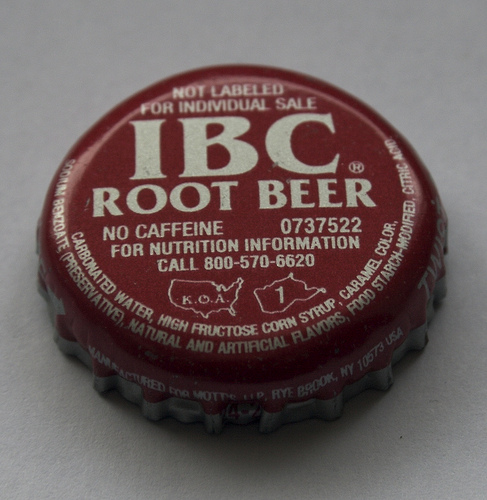 NOT LABELED
FOR INDIVIDUAL SALE
IBC®
ROOT BEER
NO CAFFEINE 0737522
FOR NUTRITION INFORMATION
CALL 800-570-6620
K.O.A. 1
CARBONATED WATER, HIGH FRUCTOSE CORN SYRUP, CARAMEL COLOR,
SODIUM BENZOATE (PRESERVATIVE), NATURAL AND ARTIFICIAL FLAVORS, FOOD STARCH-MODIFIED, CITRIC ACID.
MANUFACTURED FOR MOTT'S LLP, RYE BROOK, NY 10573 USA